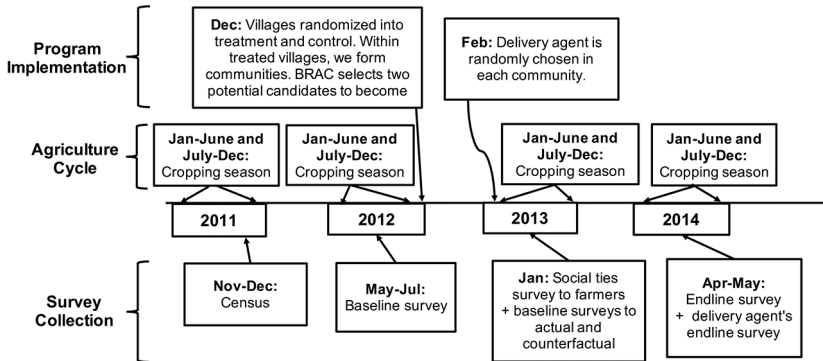 Program
Implementation
Dec: Villages randomized into
treatment and control. Within
treated villages, we form
communities. BRAC selects two
potential candidates to become
Feb: Delivery agent is
randomly chosen in
each community.
Agriculture
Cycle
Jan-June and
July-Dec:
Cropping season
Jan-June and
July-Dec:
Cropping season
Jan-June and
July-Dec:
Cropping season
Jan-June and
July-Dec:
Cropping season
2011
2012
2013
2014
Survey
Collection
Nov-Dec:
Census
May-Jul:
Baseline survey
Jan: Social ties
survey to farmers
+ baseline surveys to
actual and
counterfactual
Apr-May:
Endline survey
+ delivery agent's
endline survey